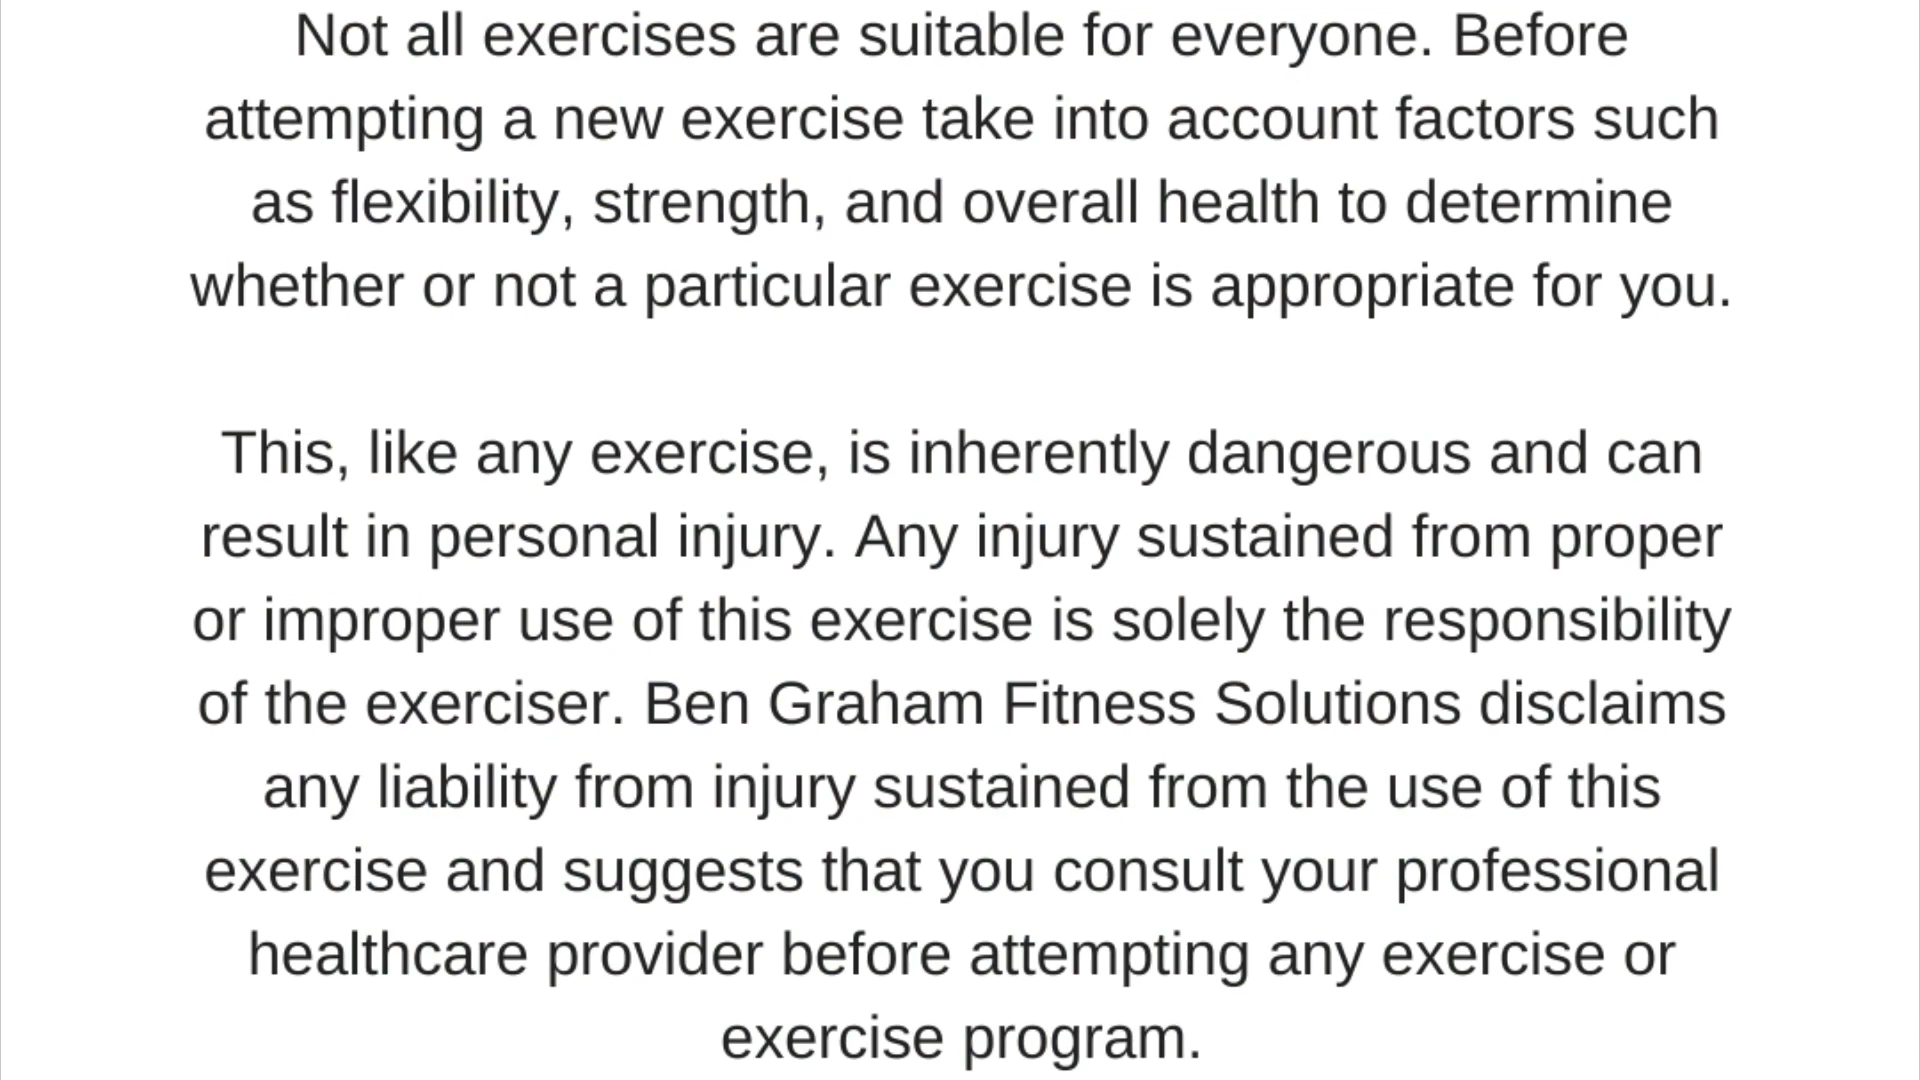 Not all exercises are suitable for everyone. Before
attempting a new exercise take into account factors such
as flexibility, strength, and overall health to determine
whether or not a particular exercise is appropriate for you.
This, like any exercise, is inherently dangerous and can
result in personal injury. Any injury sustained from proper
or improper use of this exercise is solely the responsibility
of the exerciser. Ben Graham Fitness Solutions disclaims
any liability from injury sustained from the use of this
exercise and suggests that you consult your professional
healthcare provider before attempting any exercise or
exercise program.